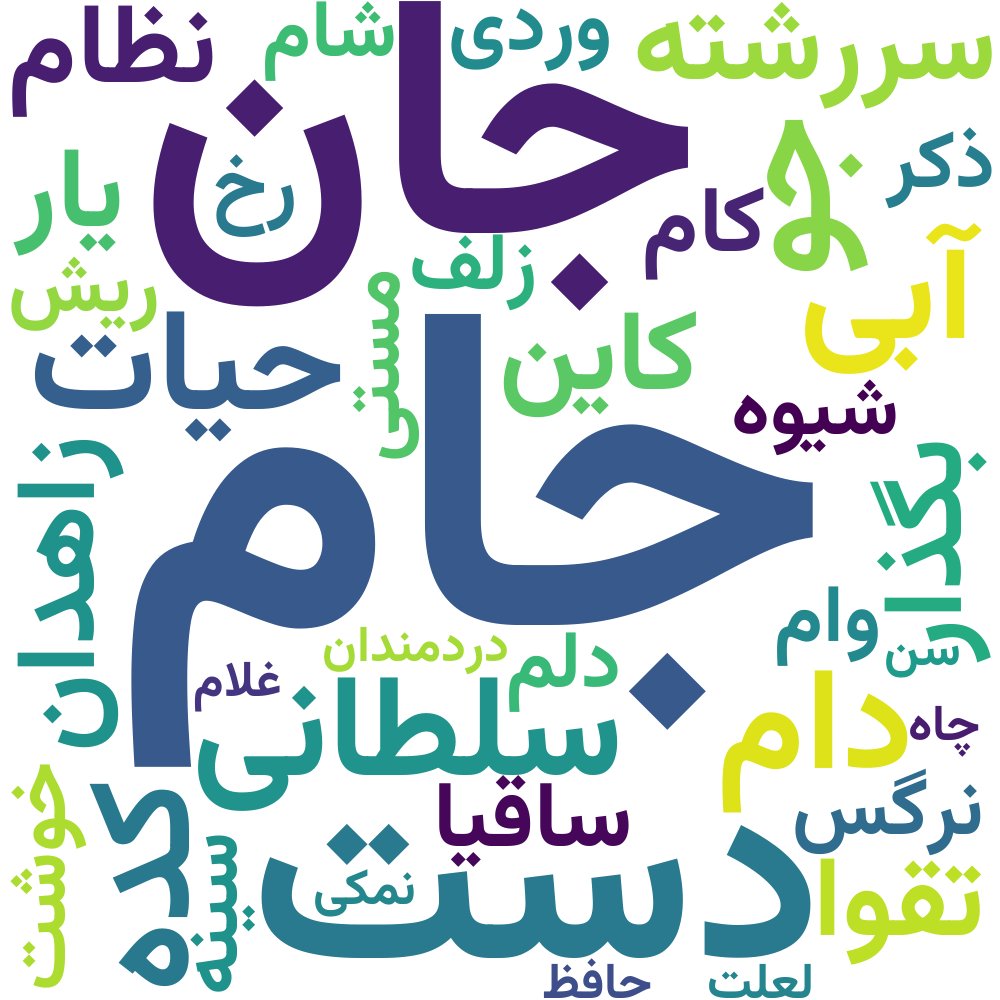 سررشته
وردی
شام
نظام
جان
ذکر
جو
رخ
یار
کام
زلف
آبی
ریش
مستی
کاین
حیات
شیوه
جام
زاهدان
بگذار
وام
سن
دردمندان
دلم
غلام
سلطانی
دام
چاه
خوشت
کده
ساقیا
نرگس
سینه
دست
نمکی
تقوا
حافظ
لعلت